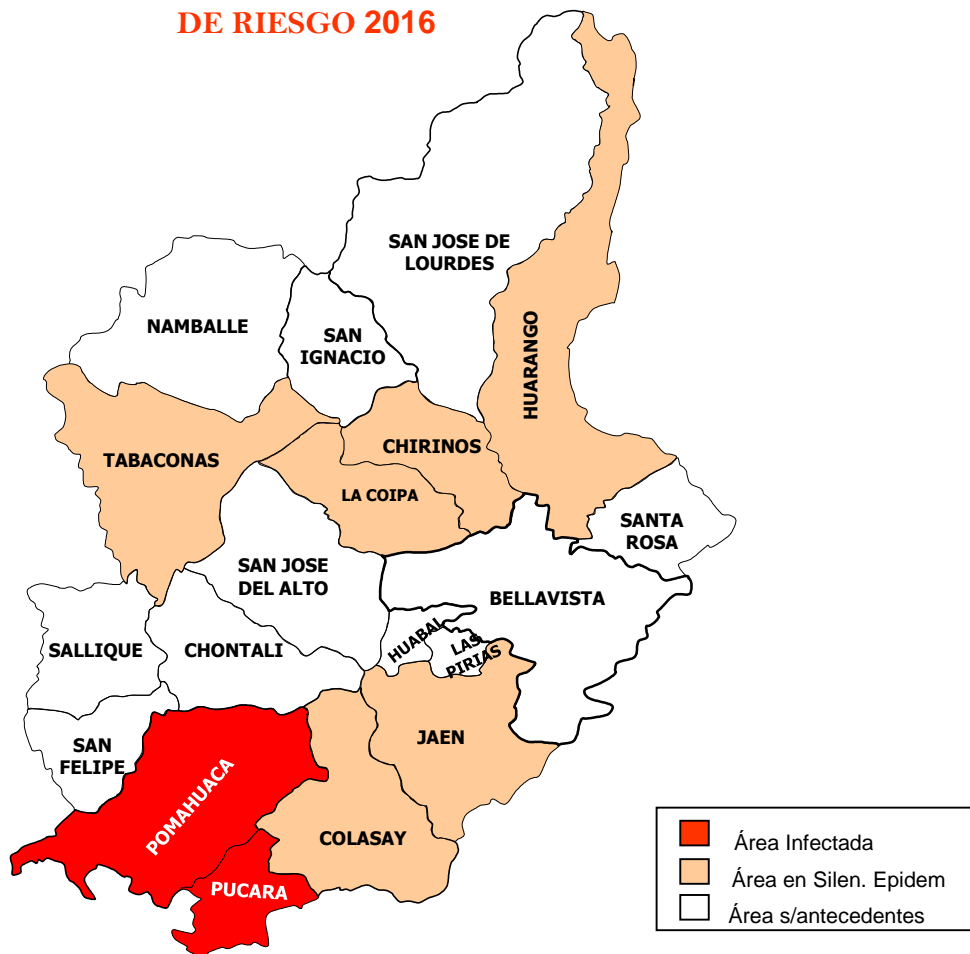 DE RIESGO 2016
SAN JOSE DE
LOURDES
NAMBALLE
SAN
IGNACIO
HUARANGO
TABACONAS
CHIRINOS
LA COIPA
SANTA
ROSA
SAN JOSE
DEL ALTO
BELLAVISTA
HUABAL
LAS
PIRIAS
SALLIQUE
CHONTALI
JAEN
SAN
FELIPE
POMAHUACA
COLASAY
PUCARA
Área Infectada
Área en Silen. Epidem
Área s/antecedentes